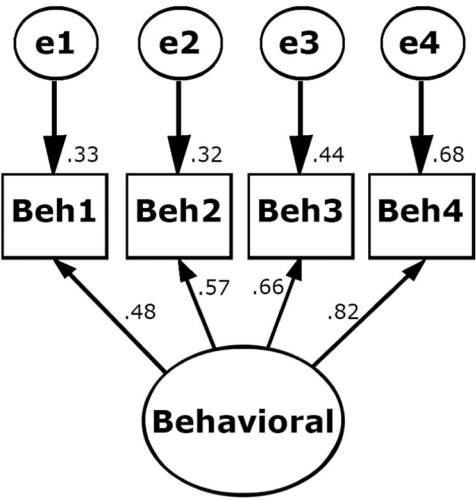 e1 e2 e3 e4
.33 .32 .44 .68
Beh1 Beh2 Beh3 Beh4
.48 .57 .66 .82
Behavioral